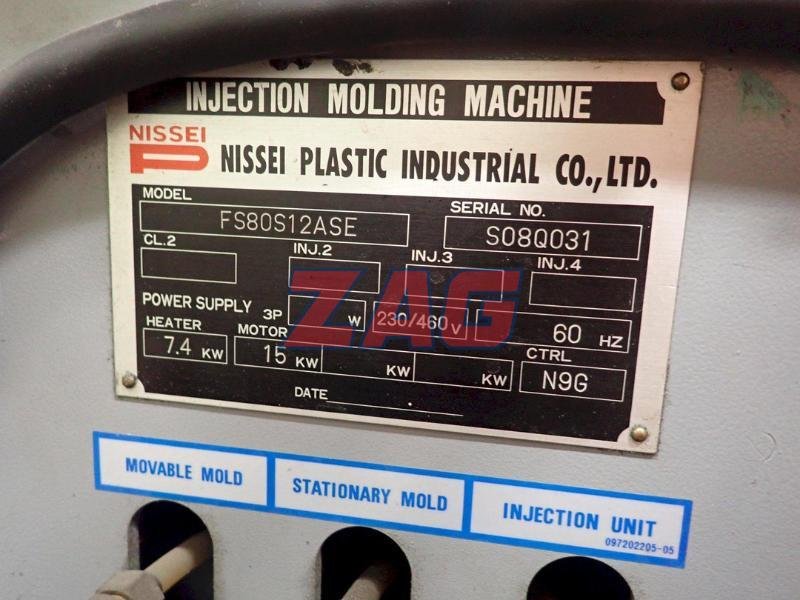 INJECTION MOLDING MACHINE
NISSEI
NISSEI PLASTIC INDUSTRIAL CO.,LTD.
MODEL FS80S12ASE SERIAL NO. S08Q031
CL.2 INJ.2 INJ.3 INJ.4
POWER SUPPLY 3P W 230/460 V 60 HZ
HEATER 7.4 KW MOTOR 15 KW KW KW CTRL N9G
DATE
ZAG
MOVABLE MOLD STATIONARY MOLD INJECTION UNIT
097202205-05